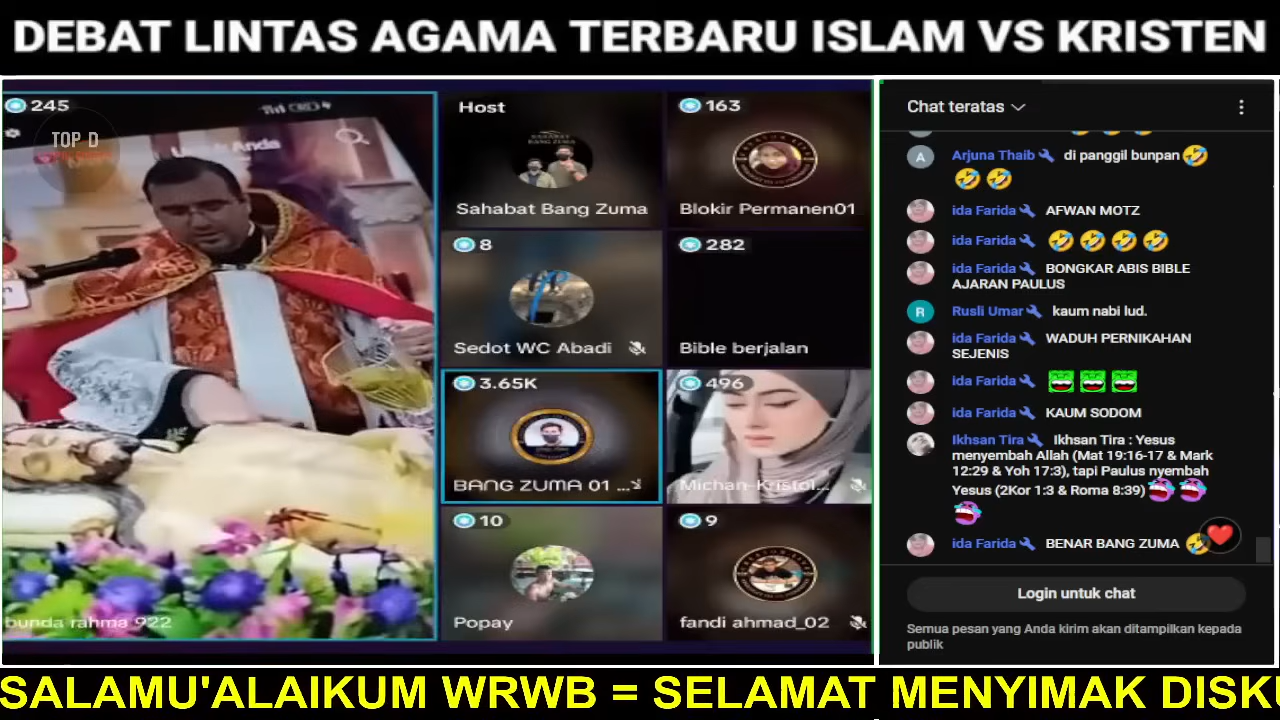 DEBAT LINTAS AGAMA TERBARU ISLAM VS KRISTEN
245
TOP D
Anda
bunda rahma 922
Host
Sahabat Bang Zuma
163
Blokir Permanen01
8
Sedot WC Abadi
282
Bible berjalan
3.65K
BANG ZUMA 01 ...
496
Michan-Kristol...
10
Popay
9
fandi ahmad_02
Chat teratas
A
Arjuna Thaib di panggil bunpan 🤣
🤣 🤣
ida Farida AFWAN MOTZ
ida Farida 🤣 🤣 🤣 🤣
ida Farida BONGKAR ABIS BIBLE
AJARAN PAULUS
R
Rusli Umar kaum nabi lud.
ida Farida WADUH PERNIKAHAN
SEJENIS
ida Farida
ida Farida KAUM SODOM
Ikhsan Tira Ikhsan Tira : Yesus
menyembah Allah (Mat 19:16-17 & Mark
12:29 & Yoh 17:3), tapi Paulus nyembah
Yesus (2Kor 1:3 & Roma 8:39)
ida Farida BENAR BANG ZUMA 🤣
Login untuk chat
Semua pesan yang Anda kirim akan ditampilkan kepada
publik
SALAMU'ALAIKUM WRWB = SELAMAT MENYIMAK DISK